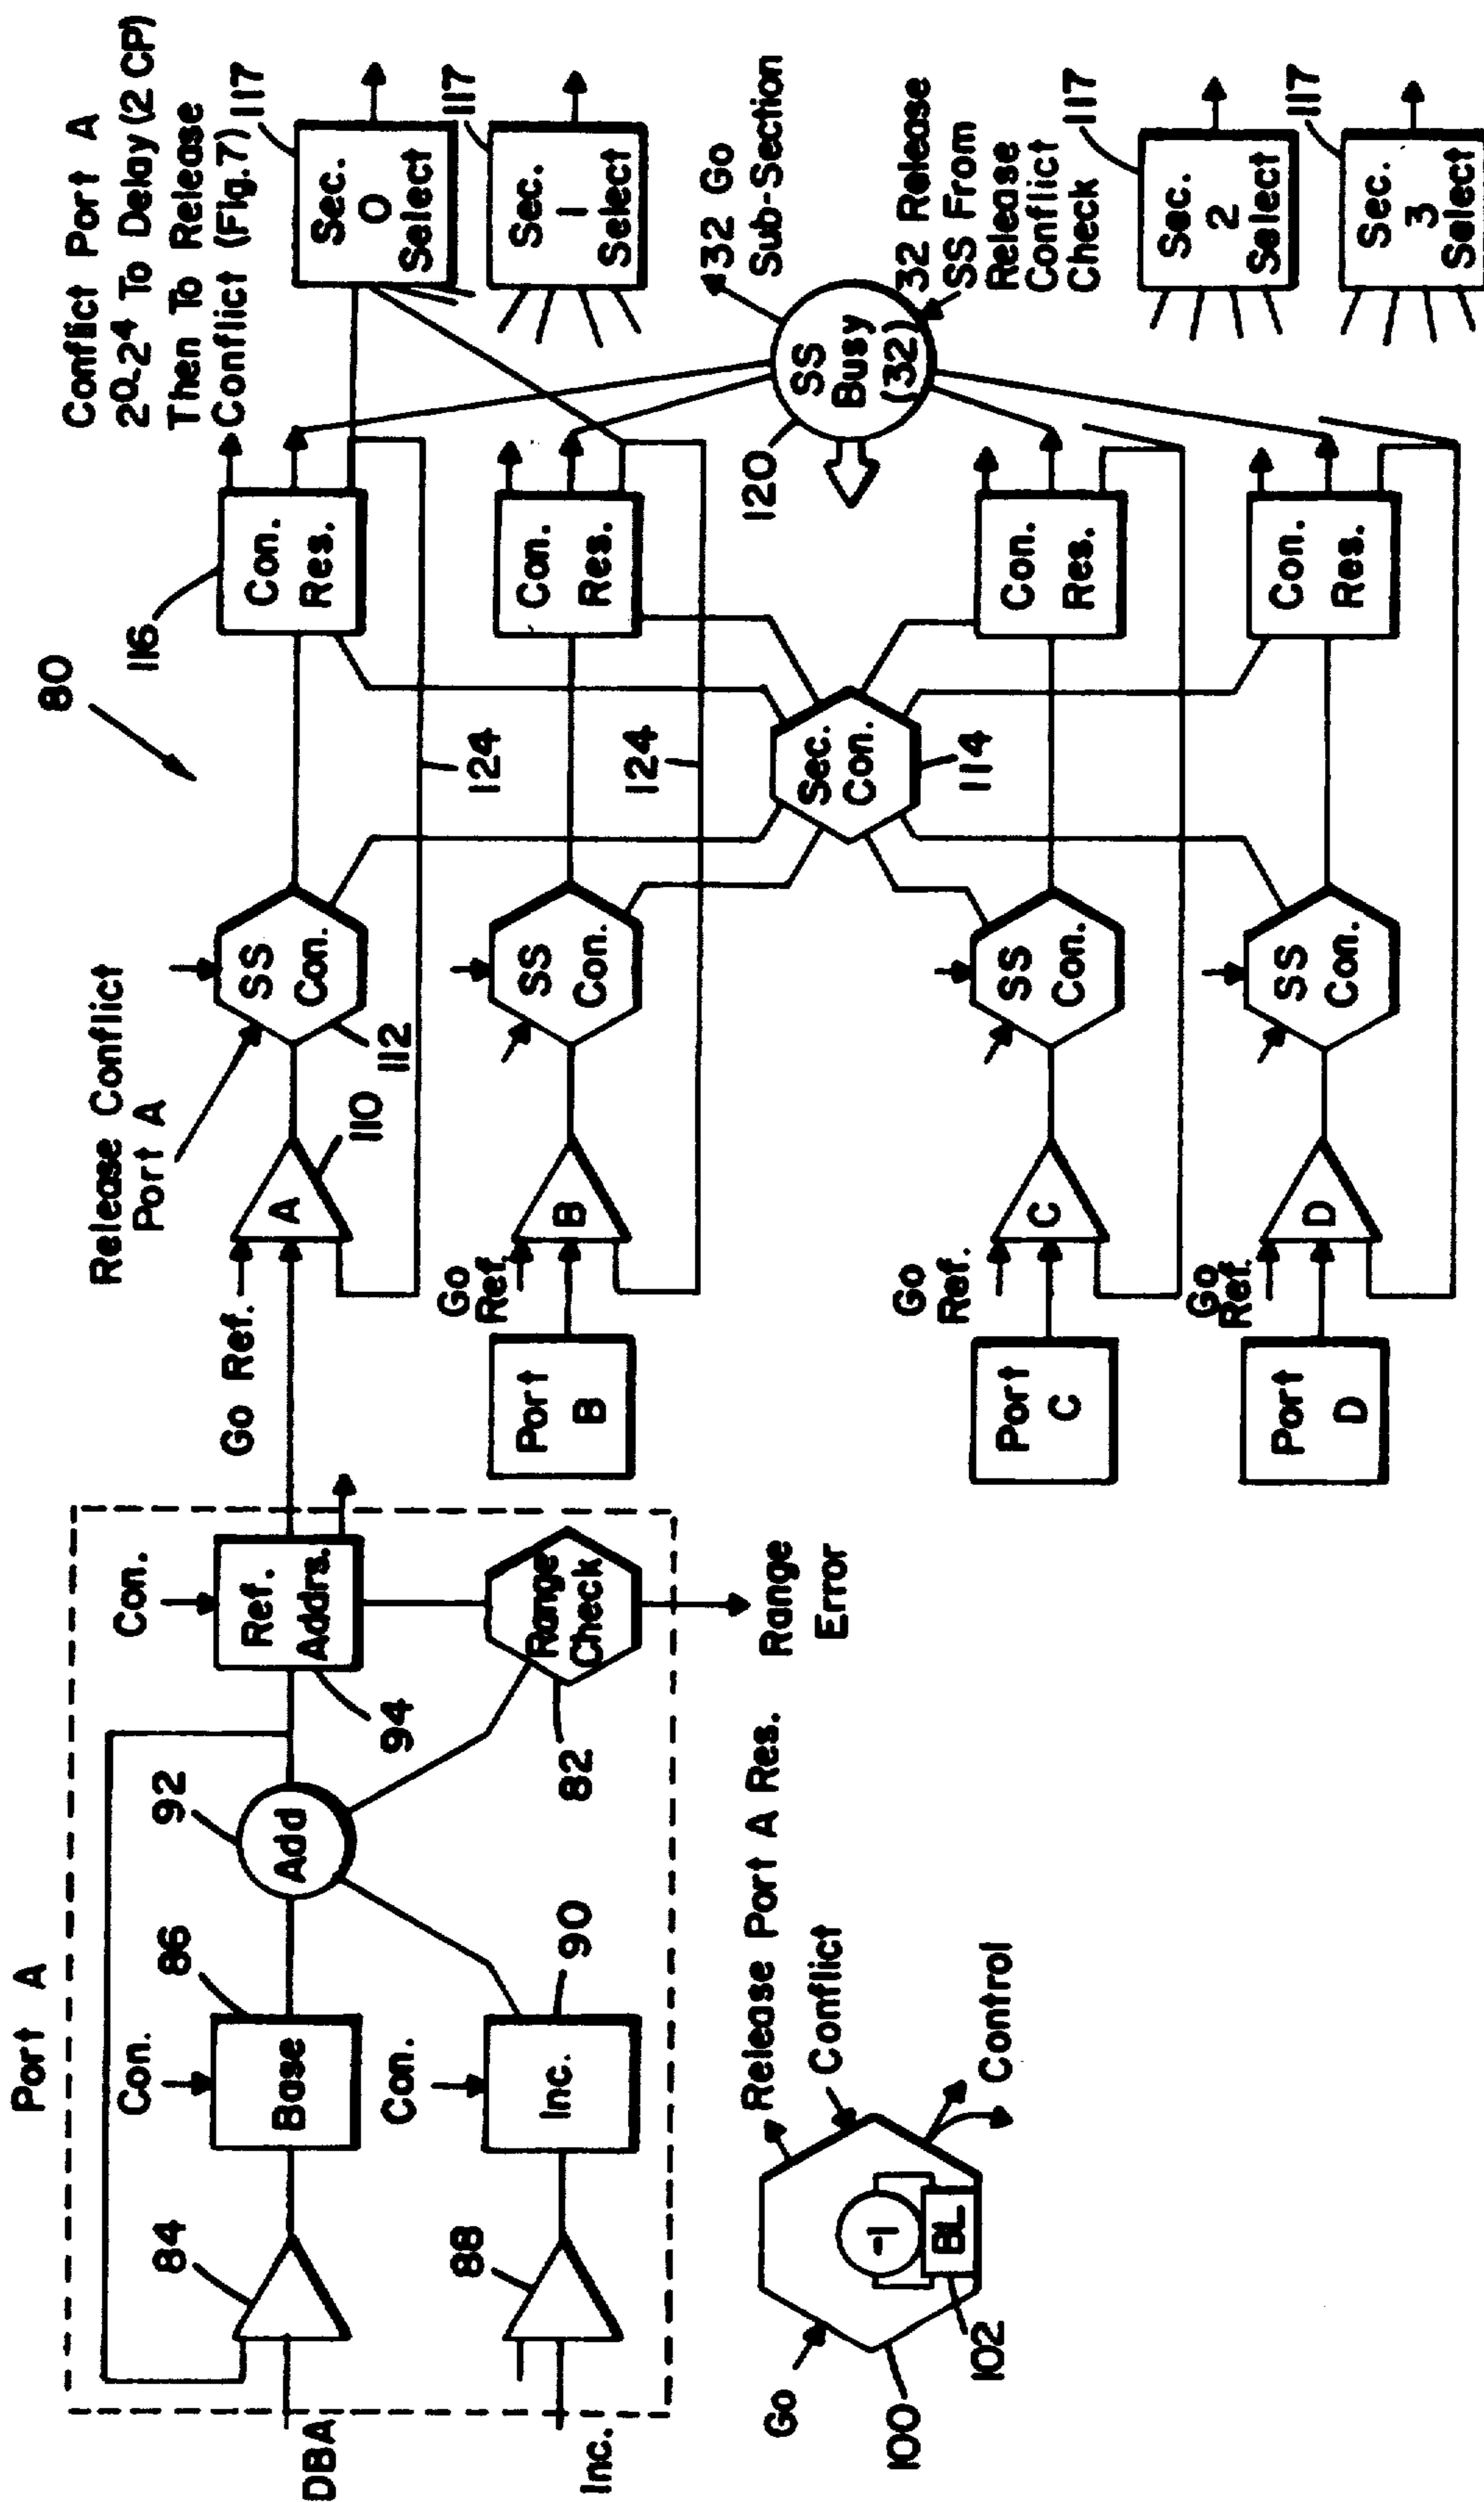 Port A
DBA
84
Con.
86
Base
92
Add
94
Con.
Ref.
Addrs.
Inc.
88
Con.
Inc.
90
82
Range
Check
Range
Error
Go
100
102
-1
BL
Release Port A Res.
Conflict
Control
80
Go Ref.
A
110
Release Conflict
Port A
SS
Con.
112
116
Con.
Res.
124
Conflict Port A
20-24 To Delay (2 CP)
Then To Release
Conflict (Fig. 7)
117
Sec.
0
Select
Port
B
Go
Ref.
B
SS
Con.
124
Con.
Res.
117
Sec.
1
Select
Sec.
Con.
114
120
SS
Busy
(32)
32 Go
Sub-Section
32 Release
SS From
Release
Conflict
Check
Port
C
Go
Ref.
C
SS
Con.
Con.
Res.
117
Sec.
2
Select
Port
D
Go
Ref.
D
SS
Con.
Con.
Res.
117
Sec.
3
Select